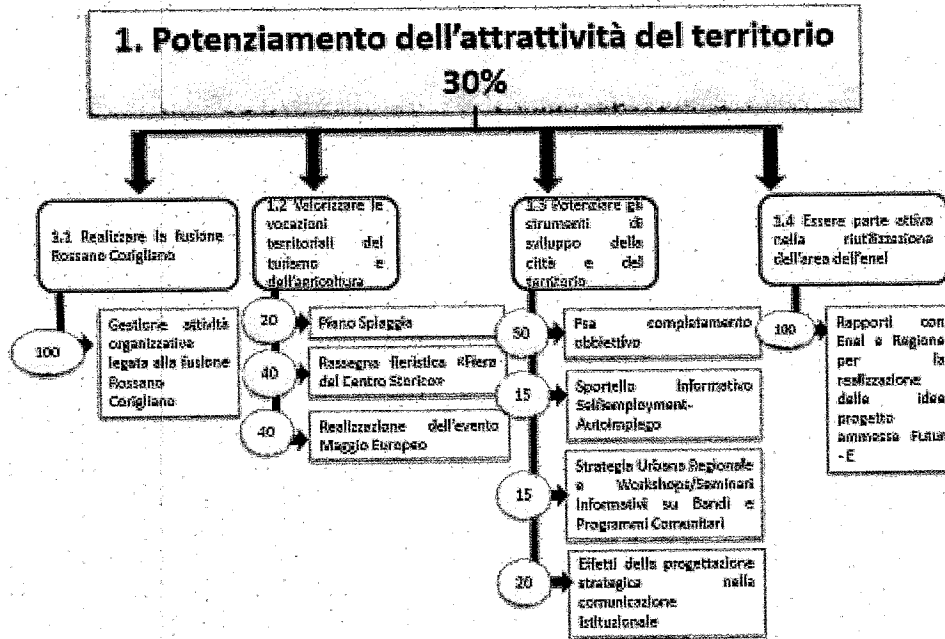 1. Potenziamento dell'attrattività del territorio
30%
1.1 Realizzare la fusione
Rossano Corigliano
100
Gestione attività
organizzativa
legata alla fusione
Rossano
Corigliano
1.2 Valorizzare le
vocazioni
territoriali del
turismo e
dell'agricoltura
20
Piano Spiaggia
40
Rassegna fieristica «Fiera
del Centro Storico»
40
Realizzazione dell'evento
Maggio Europeo
1.3 Potenziare gli
strumenti di
sviluppo della
città e del
territorio
50
Psa completamento
obbiettivo
15
Sportello Informativo
Selfiemployment-
Autoimpiego
15
Strategia Urbana Regionale
e Workshops/Seminari
Informativi su Bandi e
Programmi Comunitari
20
Effetti della progettazione
strategica nella
comunicazione
istituzionale
1.4 Essere parte attiva
nella riutilizzazione
dell'area dell'enel
100
Rapporti con
Enel e Regione
per la
realizzazione
delle idee
progetto
ammesse Futur
- E